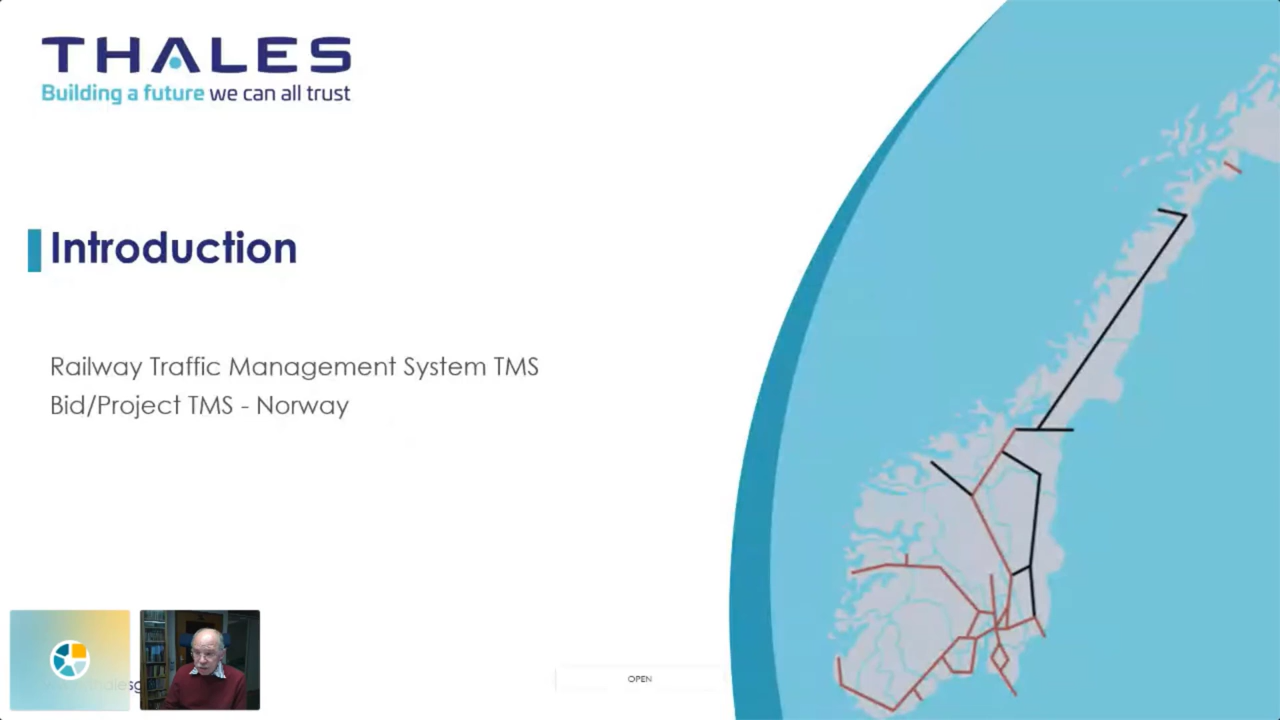 THALES
Building a future we can all trust
Introduction
Railway Traffic Management System TMS
Bid/Project TMS - Norway
OPEN